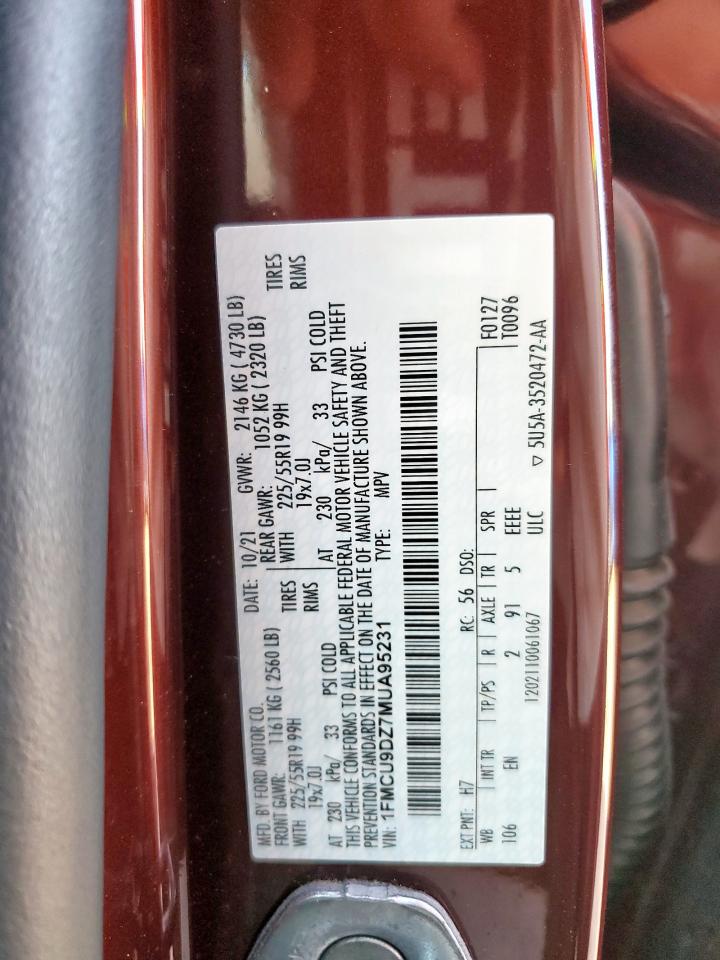 MFD. BY FORD MOTOR CO.
DATE: 10/21 GVWR: 2146 KG ( 4730 LB)
FRONT GAWR: 1161 KG ( 2560 LB)
REAR GAWR: 1052 KG ( 2320 LB)
WITH 225/55R19 99H TIRES
WITH 225/55R19 99H TIRES
19x7.0J RIMS
19x7.0J RIMS
AT 230 kPa/ 33 PSI COLD
AT 230 kPa/ 33 PSI COLD
THIS VEHICLE CONFORMS TO ALL APPLICABLE FEDERAL MOTOR VEHICLE SAFETY AND THEFT
PREVENTION STANDARDS IN EFFECT ON THE DATE OF MANUFACTURE SHOWN ABOVE.
VIN: 1FMCU9DZ7MUA95231 TYPE: MPV
EXT PNT: H7 RC: 56 DSO: F0127
WB INT TR TP/PS R AXLE TR SPR T0096
106 EN 2 91 5 EEEE
1202110061067 ULC ▽ 5U5A-3520472-AA